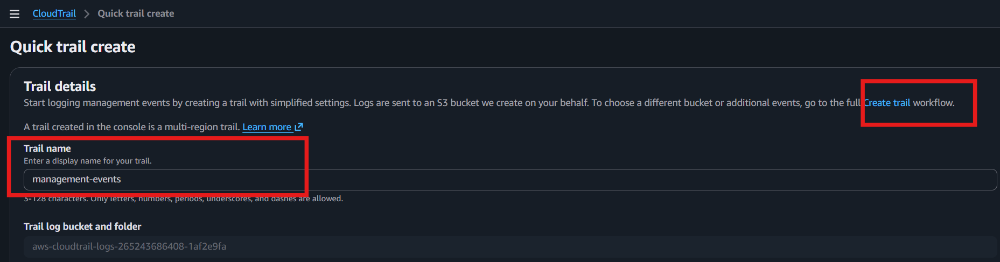 CloudTrail > Quick trail create
Quick trail create
Trail details
Start logging management events by creating a trail with simplified settings. Logs are sent to an S3 bucket we create on your behalf. To choose a different bucket or additional events, go to the full Create trail workflow.
A trail created in the console is a multi-region trail. Learn more
Trail name
Enter a display name for your trail.
management-events
3-128 characters. Only letters, numbers, periods, underscores, and dashes are allowed.
Trail log bucket and folder
aws-cloudtrail-logs-265243686408-1af2e9fa